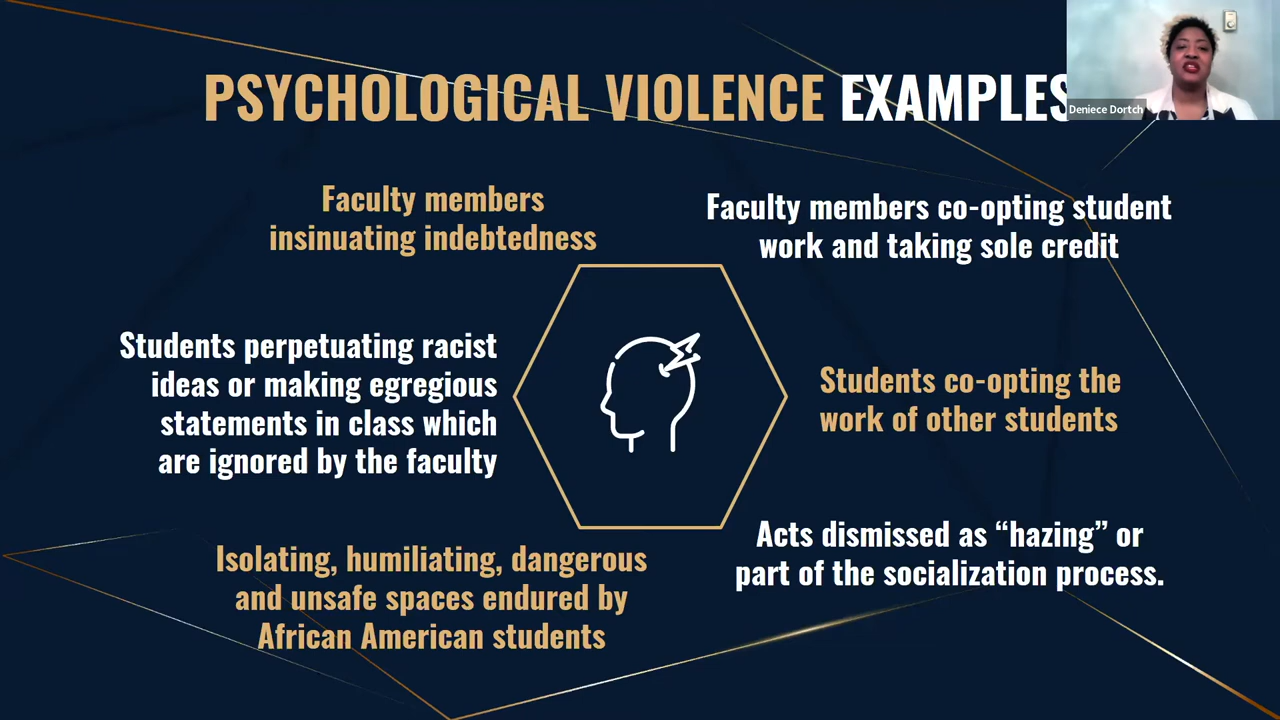 PSYCHOLOGICAL VIOLENCE EXAMPLES
Deniece Dortch
Faculty members
insinuating indebtedness
Faculty members co-opting student
work and taking sole credit
Students perpetuating racist
ideas or making egregious
statements in class which
are ignored by the faculty
Students co-opting the
work of other students
Isolating, humiliating, dangerous
and unsafe spaces endured by
African American students
Acts dismissed as “hazing” or
part of the socialization process.